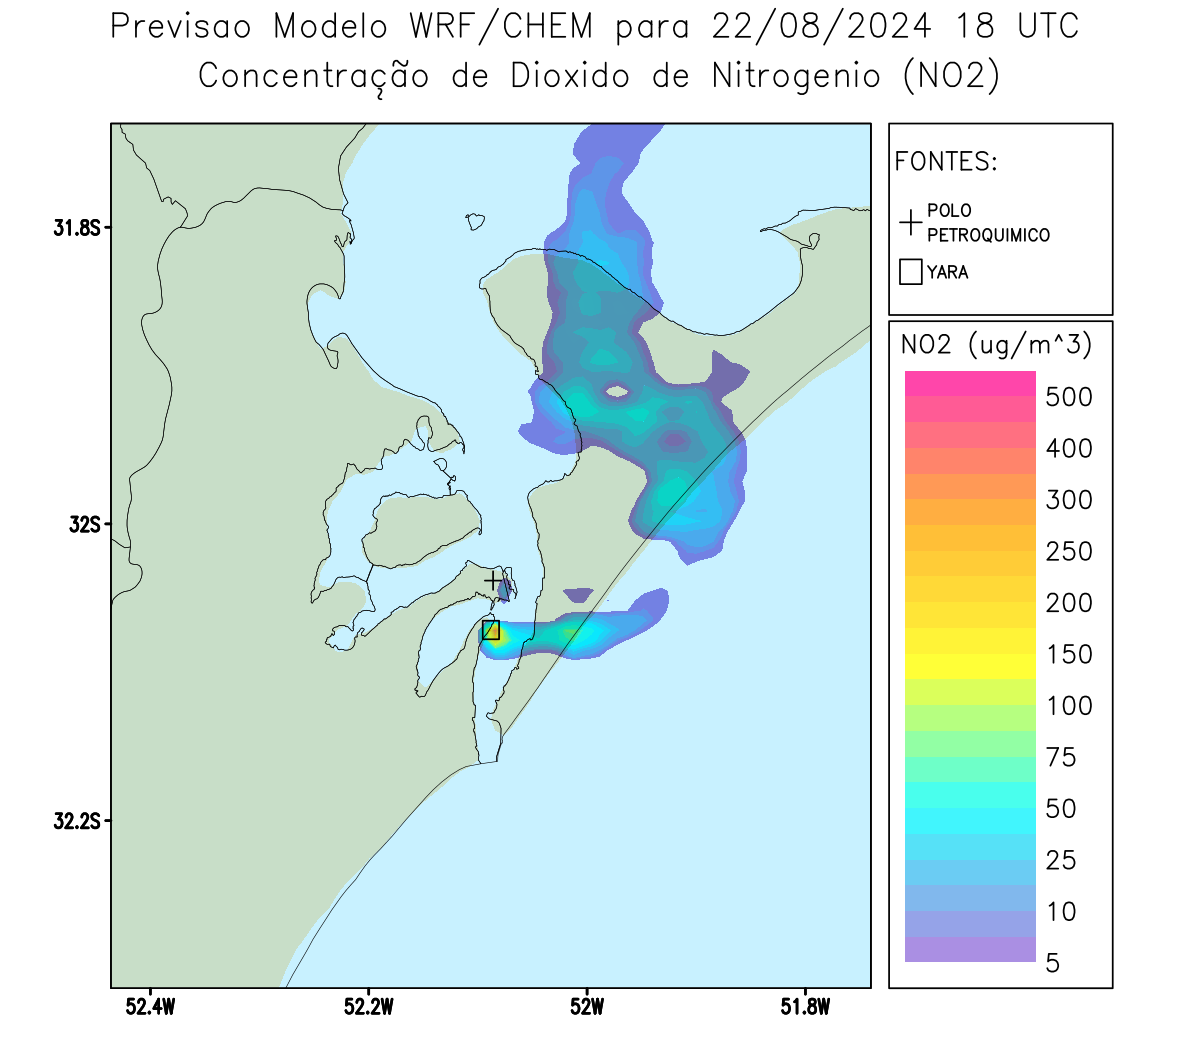 Previsao Modelo WRF/CHEM para 22/08/2024 18 UTC
Concentração de Dioxido de Nitrogenio (NO2)
FONTES:
POLO
PETROQUIMICO
YARA
NO2 (ug/m^3)
500
400
300
250
200
150
100
75
50
25
10
5
31.8S
32S
32.2S
52.4W
52.2W
52W
51.8W